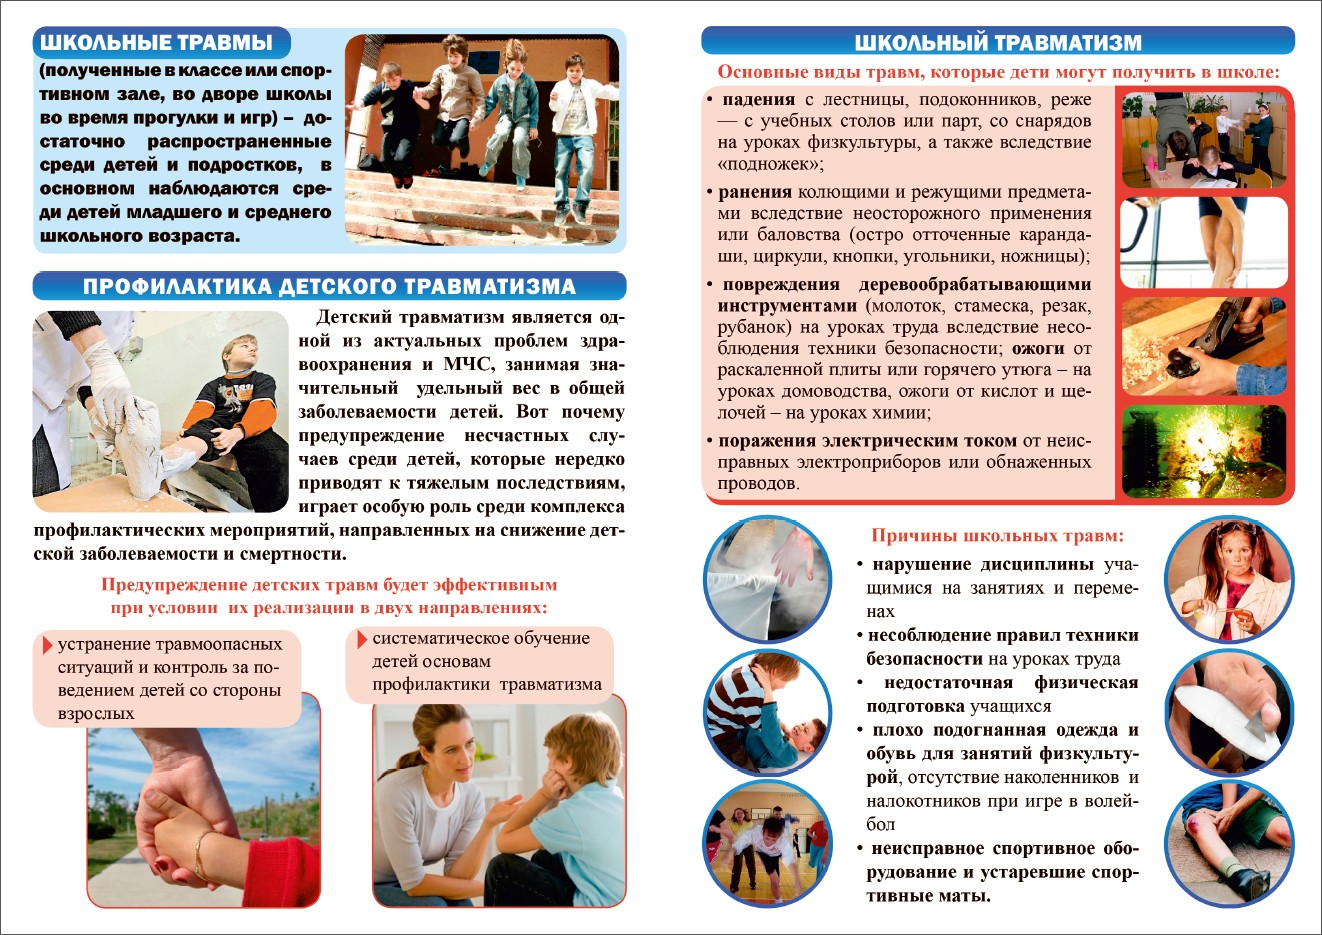 ШКОЛЬНЫЕ ТРАВМЫ
(полученные в классе или спор-
тивном зале, во дворе школы
во время прогулки и игр) – до-
статочно распространенные
среди детей и подростков, в
основном наблюдаются сре-
ди детей младшего и среднего
школьного возраста.
ПРОФИЛАКТИКА ДЕТСКОГО ТРАВМАТИЗМА
Детский травматизм является од-
ной из актуальных проблем здра-
воохранения и МЧС, занимая зна-
чительный удельный вес в общей
заболеваемости детей. Вот почему
предупреждение несчастных слу-
чаев среди детей, которые нередко
приводят к тяжелым последствиям,
играет особую роль среди комплекса
профилактических мероприятий, направленных на снижение дет-
ской заболеваемости и смертности.
Предупреждение детских травм будет эффективным
при условии их реализации в двух направлениях:
устранение травмоопасных
ситуаций и контроль за по-
ведением детей со стороны
взрослых
систематическое обучение
детей основам
профилактики травматизма
ШКОЛЬНЫЙ ТРАВМАТИЗМ
Основные виды травм, которые дети могут получить в школе:
• падения с лестницы, подоконников, реже
— с учебных столов или парт, со снарядов
на уроках физкультуры, а также вследствие
«подножек»;
• ранения колющими и режущими предмета-
ми вследствие неосторожного применения
или баловства (остро отточенные каранда-
ши, циркули, кнопки, угольники, ножницы);
• повреждения деревообрабатывающими
инструментами (молоток, стамеска, резак,
рубанок) на уроках труда вследствие несо-
блюдения техники безопасности; ожоги от
раскаленной плиты или горячего утюга – на
уроках домоводства, ожоги от кислот и ще-
лочей – на уроках химии;
• поражения электрическим током от неис-
правных электроприборов или обнаженных
проводов.
Причины школьных травм:
• нарушение дисциплины уча-
щимися на занятиях и переме-
нах
• несоблюдение правил техники
безопасности на уроках труда
• недостаточная физическая
подготовка учащихся
• плохо подогнанная одежда и
обувь для занятий физкульту-
рой, отсутствие наколенников и
налокотников при игре в волей-
бол
• неисправное спортивное обо-
рудование и устаревшие спор-
тивные маты.